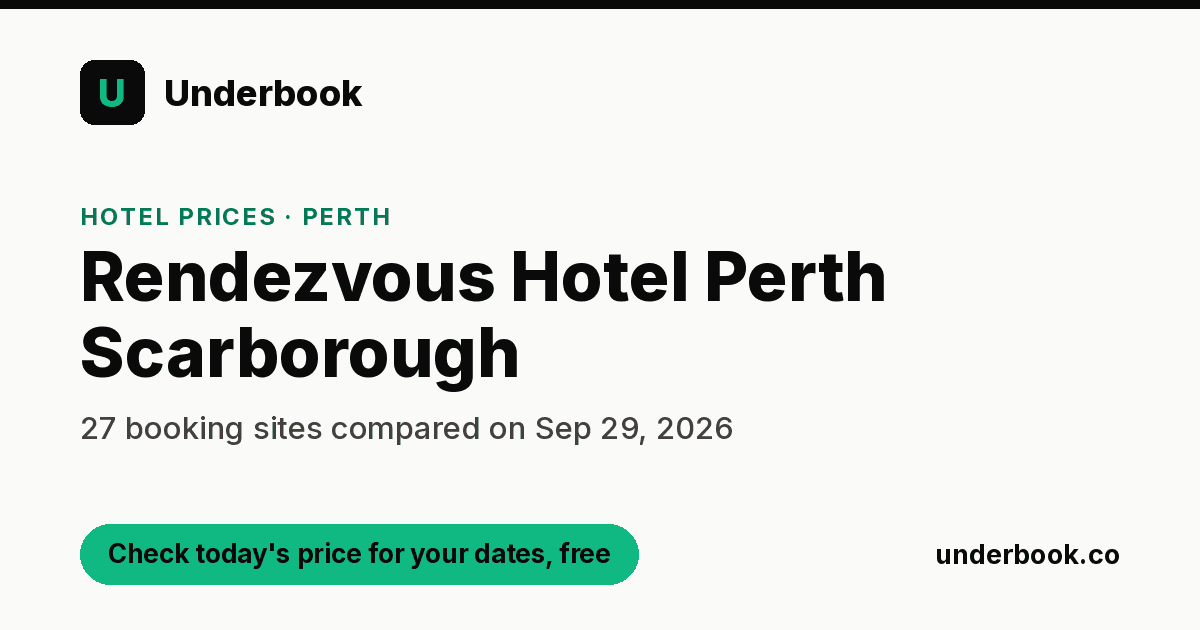 U Underbook
HOTEL PRICES · PERTH
Rendezvous Hotel Perth
Scarborough
27 booking sites compared on Sep 29, 2026
Check today's price for your dates, free
underbook.co